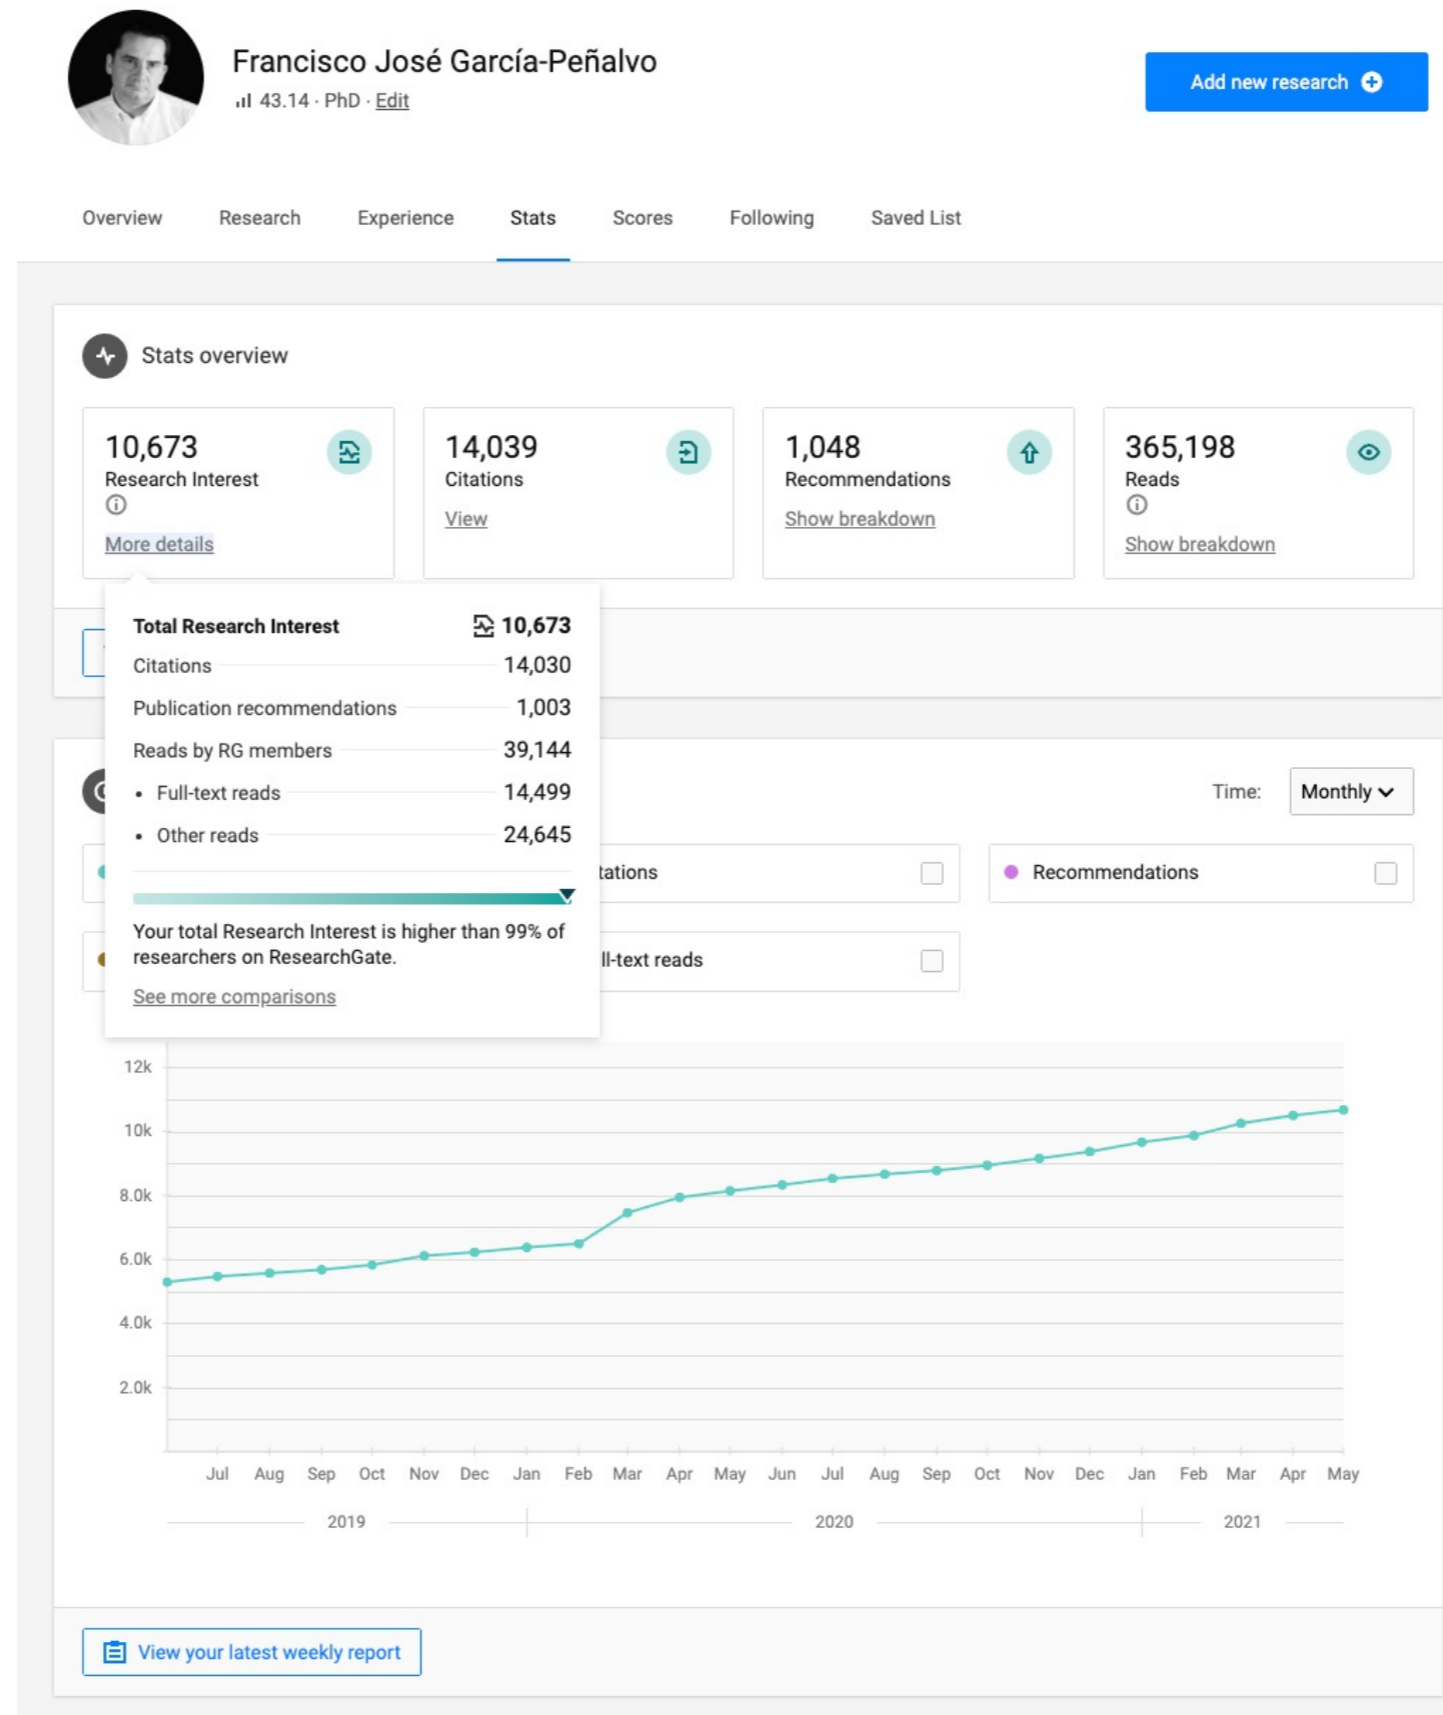 Francisco José García-Peñalvo
43.14 · PhD · Edit
Add new research
Overview Research Experience Stats Scores Following Saved List
Stats overview
10,673
Research Interest
More details
14,039
Citations
View
1,048
Recommendations
Show breakdown
365,198
Reads
Show breakdown
Total Research Interest 10,673
Citations 14,030
Publication recommendations 1,003
Reads by RG members 39,144
• Full-text reads 14,499
• Other reads 24,645
Your total Research Interest is higher than 99% of
researchers on ResearchGate.
See more comparisons
Time: Monthly
tations
Recommendations
ll-text reads
12k
10k
8.0k
6.0k
4.0k
2.0k
Jul Aug Sep Oct Nov Dec Jan Feb Mar Apr May Jun Jul Aug Sep Oct Nov Dec Jan Feb Mar Apr May
2019 2020 2021
View your latest weekly report